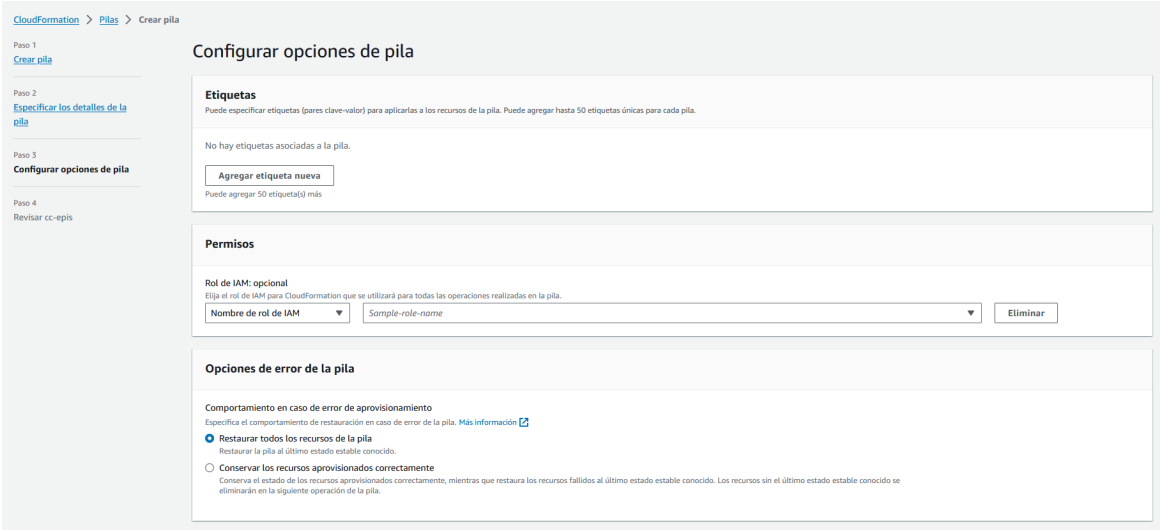 CloudFormation > Pilas > Crear pila
Paso 1
Crear pila
Paso 2
Especificar los detalles de la
pila
Paso 3
Configurar opciones de pila
Paso 4
Revisar cc-epis
Configurar opciones de pila
Etiquetas
Puede especificar etiquetas (pares clave-valor) para aplicarlas a los recursos de la pila. Puede agregar hasta 50 etiquetas únicas para cada pila.
No hay etiquetas asociadas a la pila.
Agregar etiqueta nueva
Puede agregar 50 etiqueta(s) más
Permisos
Rol de IAM: opcional
Elija el rol de IAM para CloudFormation que se utilizará para todas las operaciones realizadas en la pila.
Nombre de rol de IAM
Sample-role-name
Eliminar
Opciones de error de la pila
Comportamiento en caso de error de aprovisionamiento
Especifica el comportamiento de restauración en caso de error de la pila. Más información
Restaurar todos los recursos de la pila
Restaurar la pila al último estado estable conocido.
Conservar los recursos aprovisionados correctamente
Conserva el estado de los recursos aprovisionados correctamente, mientras que restaura los recursos fallidos al último estado estable conocido. Los recursos sin el último estado estable conocido se
eliminarán en la siguiente operación de la pila.